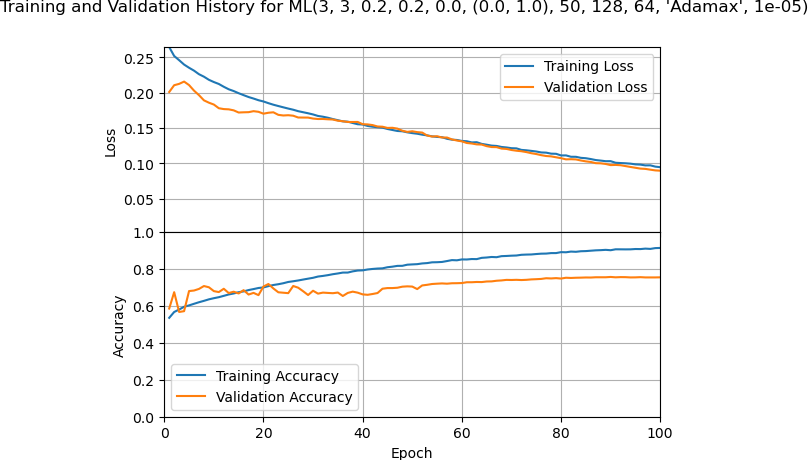 Training and Validation History for ML(3, 3, 0.2, 0.2, 0.0, (0.0, 1.0), 50, 128, 64, 'Adamax', 1e-05)
0.25
0.20
0.15
0.10
0.05
Loss
Training Loss
Validation Loss
1.0
0.8
0.6
0.4
0.2
0.0
Accuracy
Training Accuracy
Validation Accuracy
0 20 40 60 80 100
Epoch